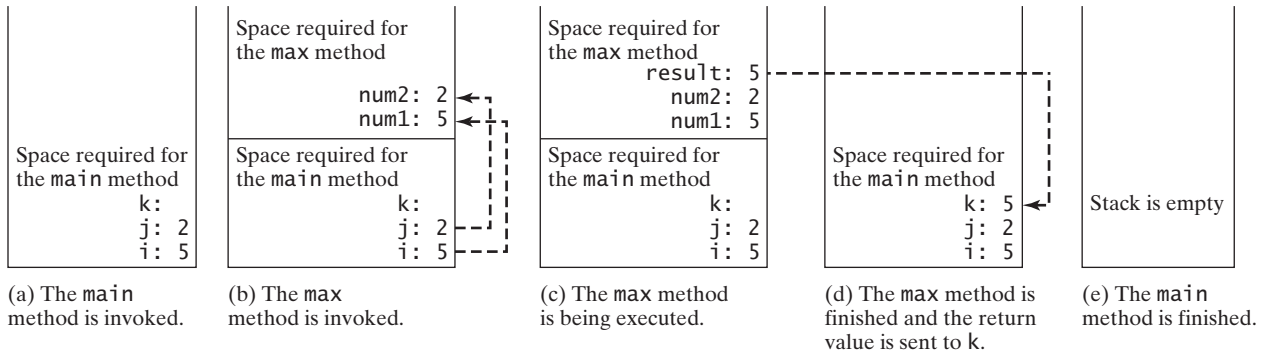 Space required for
the main method
k:
j: 2
i: 5
(a) The main
method is invoked.
Space required for
the max method
num2: 2
num1: 5
Space required for
the main method
k:
j: 2
i: 5
(b) The max
method is invoked.
Space required for
the max method
result: 5
num2: 2
num1: 5
Space required for
the main method
k:
j: 2
i: 5
(c) The max method
is being executed.
Space required for
the main method
k: 5
j: 2
i: 5
(d) The max method is
finished and the return
value is sent to k.
Stack is empty
(e) The main
method is finished.